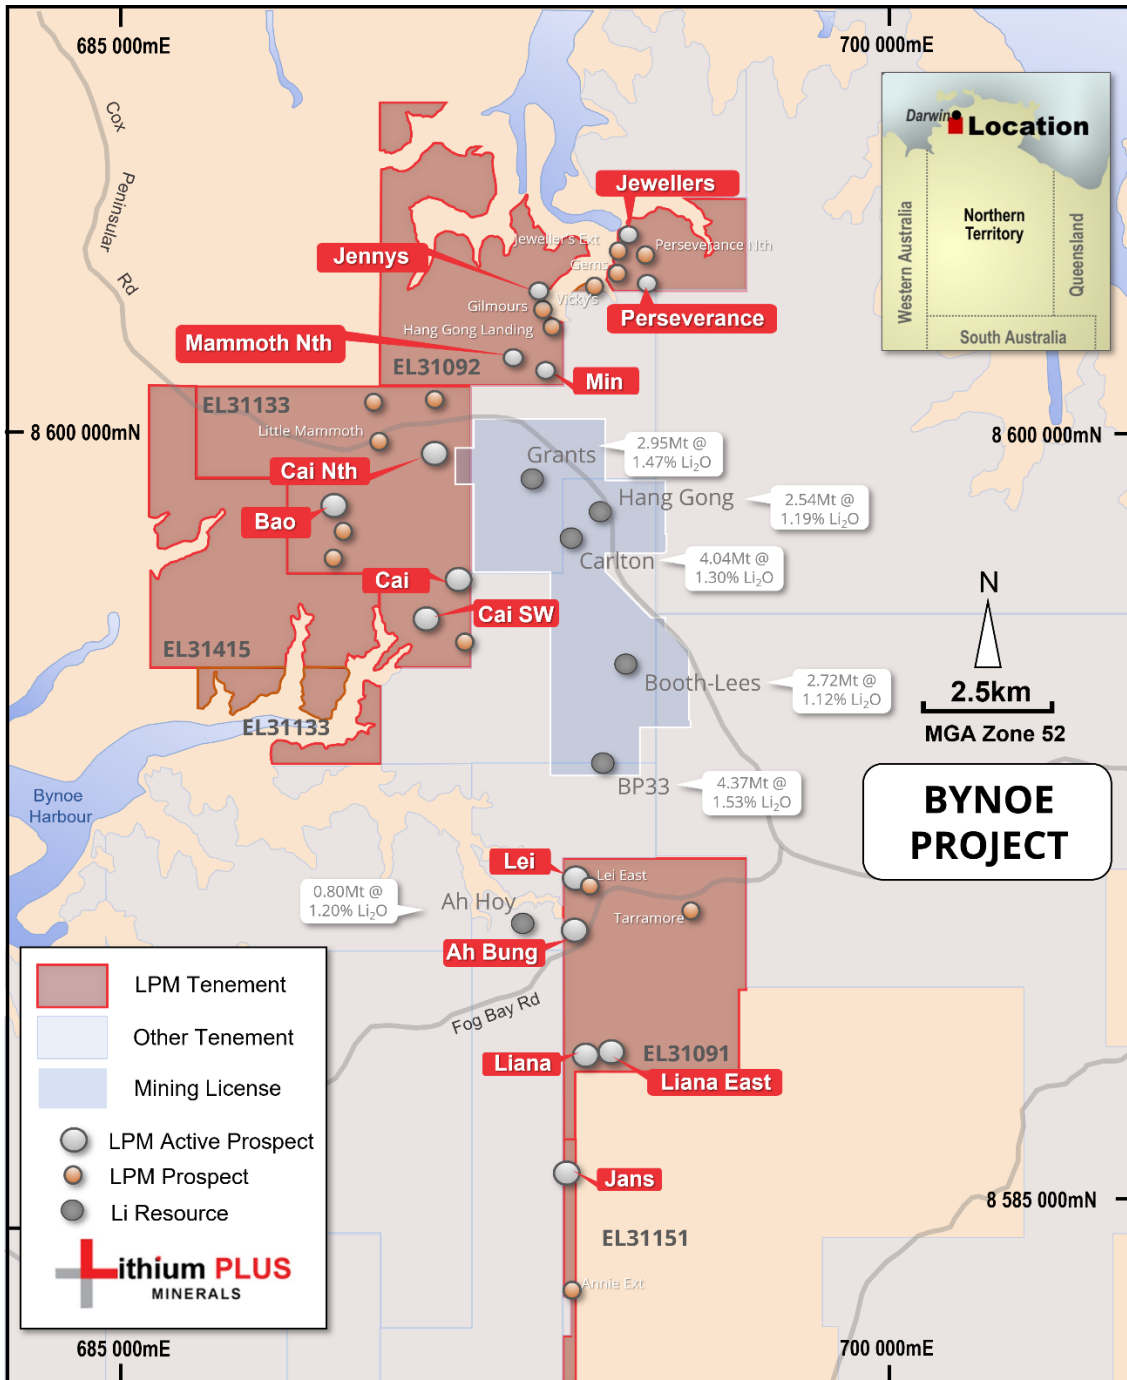 685 000mE
700 000mE
Cox
Peninsular
Rd
Darwin
Location
Northern
Territory
Western Australia
Queensland
South Australia
Jewellers
Jeweller's Ext
Perseverance Nth
Gems
Jennys
Vicky's
Gilmours
Perseverance
Hang Gong Landing
Mammoth Nth
EL31092
Min
EL31133
Little Mammoth
8 600 000mN
8 600 000mN
Cai Nth
Grants
2.95Mt @
1.47% Li₂O
Hang Gong
2.54Mt @
1.19% Li₂O
Bao
Carlton
4.04Mt @
1.30% Li₂O
Cai
Cai SW
EL31415
EL31133
Booth-Lees
2.72Mt @
1.12% Li₂O
N
2.5km
MGA Zone 52
BP33
4.37Mt @
1.53% Li₂O
Bynoe
Harbour
BYNOE
PROJECT
Lei
Lei East
0.80Mt @
1.20% Li₂O
Ah Hoy
Tarramore
Ah Bung
Fog Bay Rd
Liana
EL31091
Liana East
Jans
8 585 000mN
EL31151
Annie Ext
LPM Tenement
Other Tenement
Mining License
LPM Active Prospect
LPM Prospect
Li Resource
Lithium PLUS
MINERALS
685 000mE
700 000mE